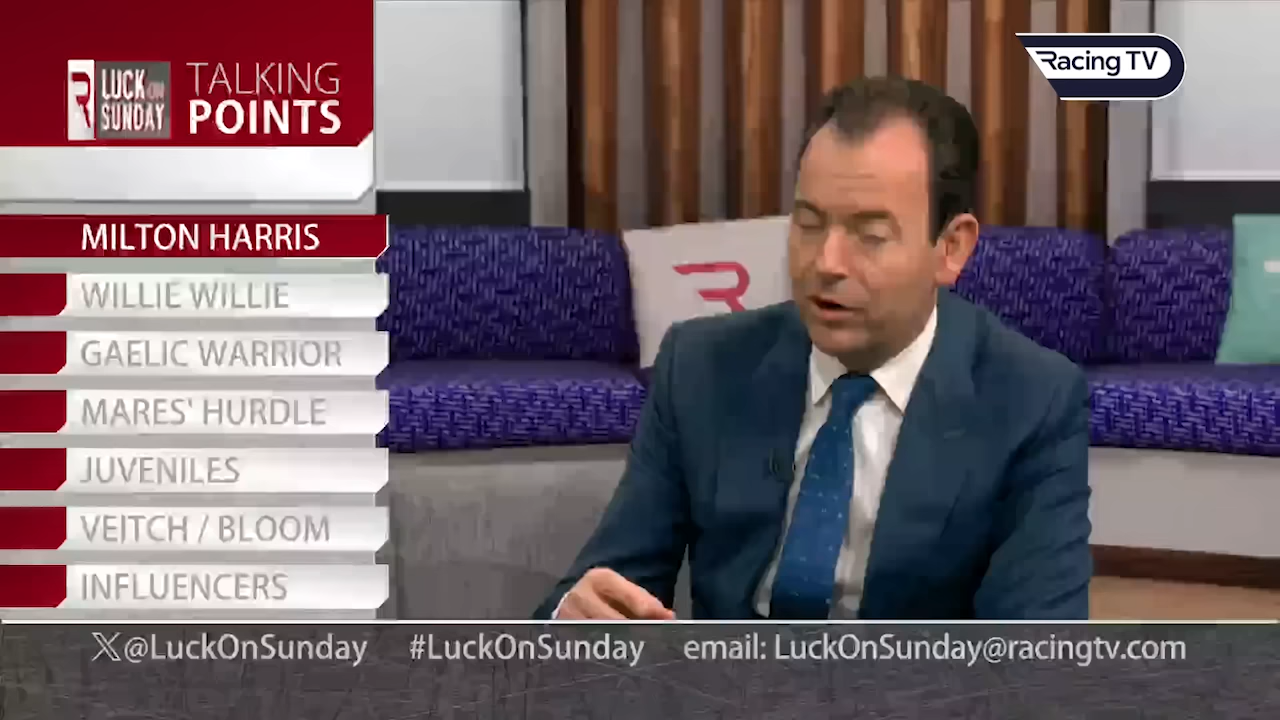 LUCK ON
SUNDAY
TALKING
POINTS
Racing TV
MILTON HARRIS
WILLIE WILLIE
GAELIC WARRIOR
MARES' HURDLE
JUVENILES
VEITCH / BLOOM
INFLUENCERS
X@LuckOnSunday #LuckOnSunday email: LuckOnSunday@racingtv.com